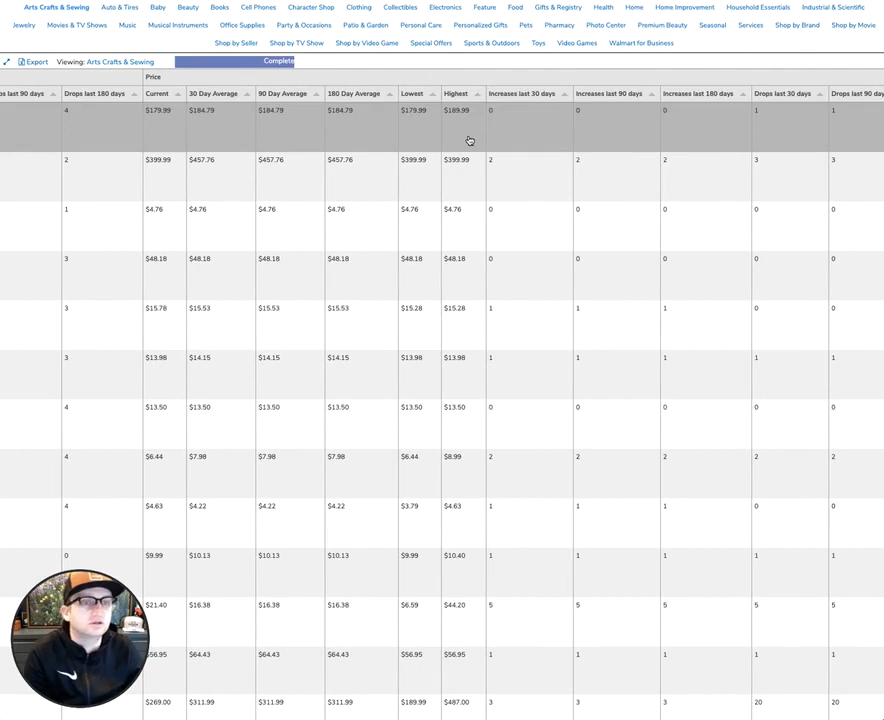 Arts Crafts & Sewing Auto & Tires Baby Beauty Books Cell Phones Character Shop Clothing Collectibles Electronics Feature Food Gifts & Registry Health Home Home Improvement Household Essentials Industrial & Scientific
Jewelry Movies & TV Shows Music Musical Instruments Office Supplies Party & Occasions Patio & Garden Personal Care Personalized Gifts Pets Pharmacy Photo Center Premium Beauty Seasonal Services Shop by Brand Shop by Movie
Shop by Seller Shop by TV Show Shop by Video Game Special Offers Sports & Outdoors Toys Video Games Walmart for Business
Export Viewing: Arts Crafts & Sewing Complete
Price
ps last 90 days Drops last 180 days Current 30 Day Average 90 Day Average 180 Day Average Lowest Highest Increases last 30 days Increases last 90 days Increases last 180 days Drops last 30 days Drops last 90 days
4 $179.99 $184.79 $184.79 $184.79 $179.99 $189.99 0 0 0 1 1
2 $399.99 $457.76 $457.76 $457.76 $399.99 $399.99 2 2 2 3 3
1 $4.76 $4.76 $4.76 $4.76 $4.76 $4.76 0 0 0 0 0
3 $48.18 $48.18 $48.18 $48.18 $48.18 $48.18 0 0 0 0 0
3 $15.78 $15.53 $15.53 $15.53 $15.28 $15.28 1 1 1 0 0
3 $13.98 $14.15 $14.15 $14.15 $13.98 $13.98 1 1 1 1 1
4 $13.50 $13.50 $13.50 $13.50 $13.50 $13.50 0 0 0 0 0
4 $6.44 $7.98 $7.98 $7.98 $6.44 $8.99 2 2 2 2 2
4 $4.63 $4.22 $4.22 $4.22 $3.79 $4.63 1 1 1 0 0
0 $9.99 $10.13 $10.13 $10.13 $9.99 $10.40 1 1 1 1 1
$21.40 $16.38 $16.38 $16.38 $6.59 $44.20 5 5 5 5 5
$56.95 $64.43 $64.43 $64.43 $56.95 $56.95 1 1 1 1 1
$269.00 $311.99 $311.99 $311.99 $189.99 $487.00 3 3 3 20 20